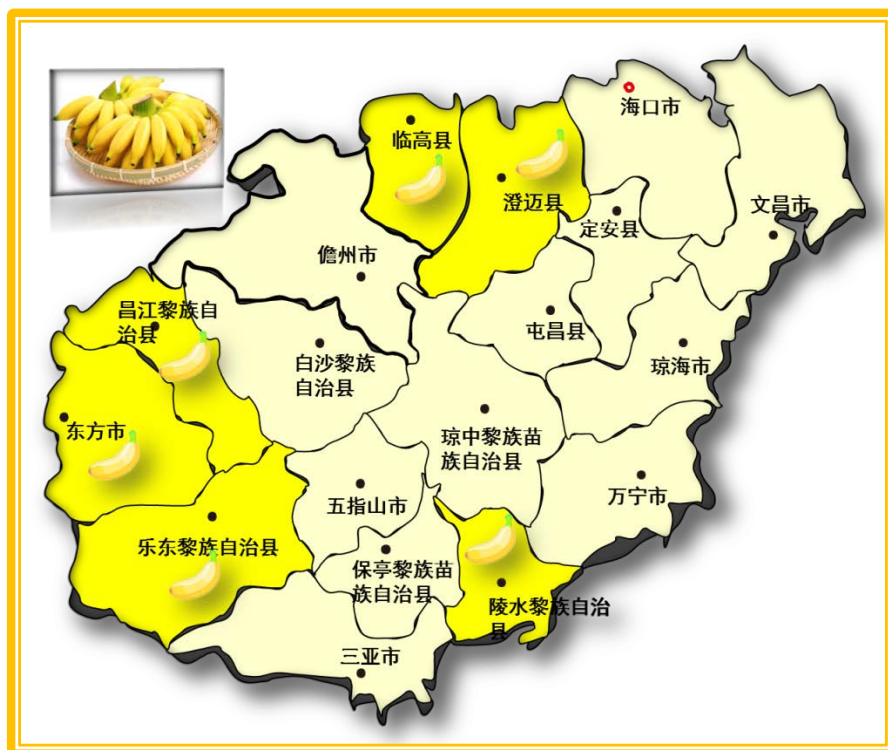 海口市
临高县
澄迈县
文昌市
定安县
儋州市
昌江黎族自
治县
屯昌县
白沙黎族
自治县
琼海市
东方市
琼中黎族苗
族自治县
万宁市
五指山市
乐东黎族自治县
保亭黎族苗
族自治县
陵水黎族自治
县
三亚市